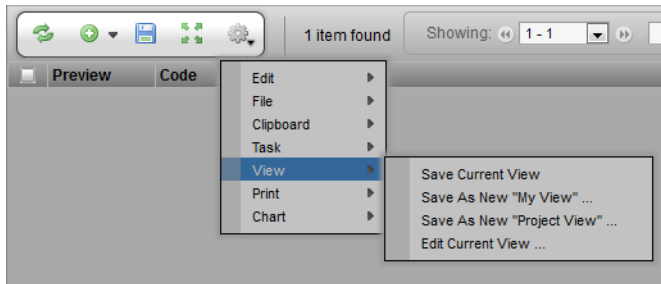 1 item found Showing: 1 - 1
Preview Code
Edit
File
Clipboard
Task
View
Print
Chart
Save Current View
Save As New "My View" ...
Save As New "Project View" ...
Edit Current View ...